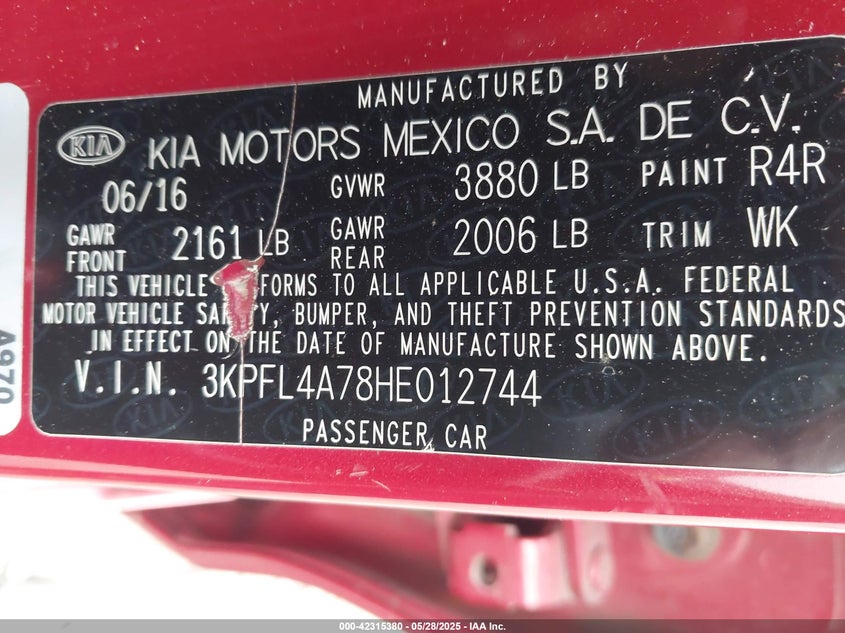 MANUFACTURED BY
KIA KIA MOTORS MEXICO S.A. DE C.V.
06/16 GVWR 3880 LB PAINT R4R
GAWR FRONT 2161 LB GAWR REAR 2006 LB TRIM WK
THIS VEHICLE FORMS TO ALL APPLICABLE U.S.A. FEDERAL
MOTOR VEHICLE SA Y, BUMPER, AND THEFT PREVENTION STANDARDS
IN EFFECT ON THE DATE OF MANUFACTURE SHOWN ABOVE.
V.I.N. 3KPFL4A78HE012744
PASSENGER CAR
A970
000-42315380 - 05/28/2025 - IAA Inc.